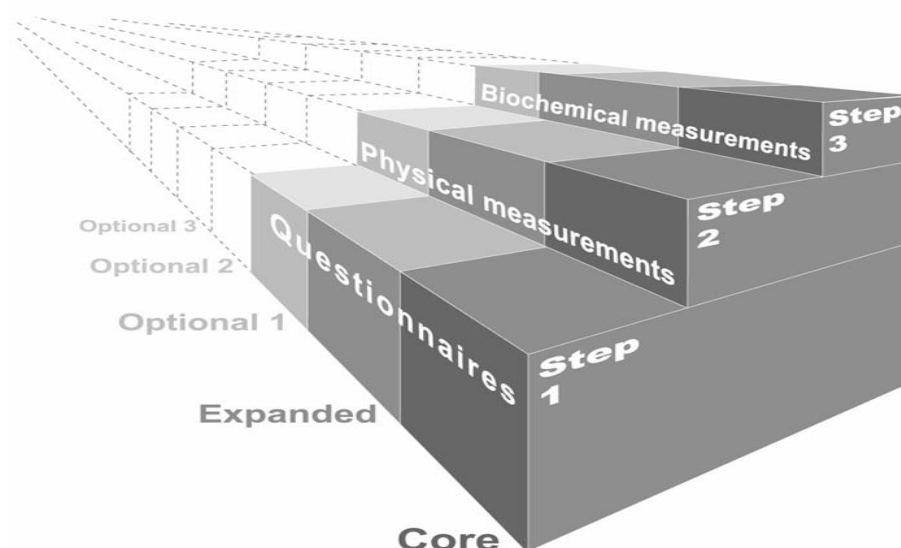 Biochemical measurements
Step
3
Physical measurements
Step
2
Optional 3
Questionnaires
Optional 2
Optional 1
Step
1
Expanded
Core